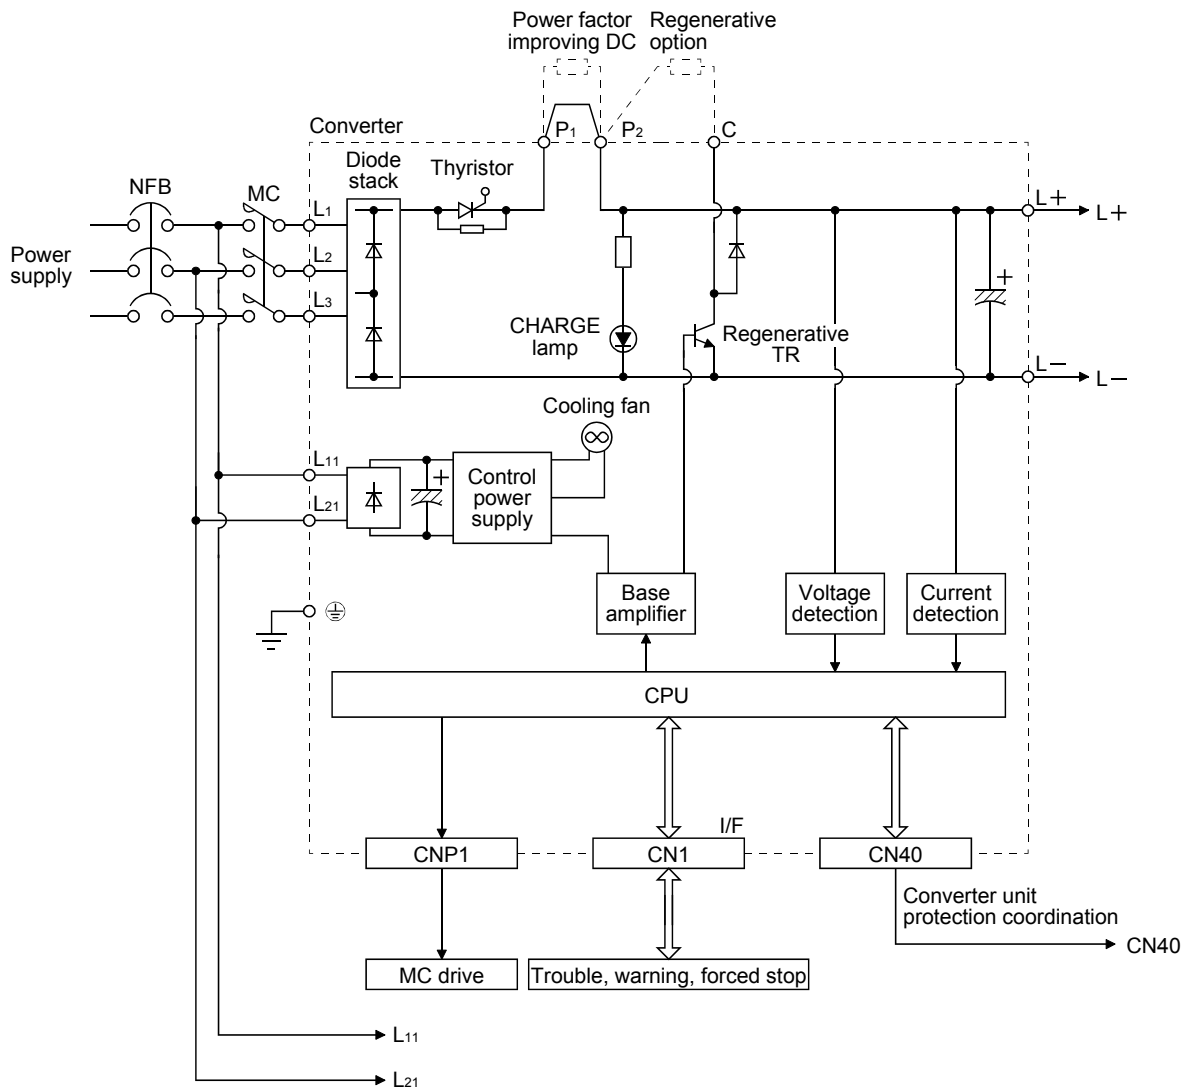 Power factor
improving DC
Regenerative
option
P1
P2
C
Converter
Diode
stack
Thyristor
NFB
MC
L1
L+
L+
Power
supply
L2
L3
+
CHARGE
lamp
Regenerative
TR
L−
L−
Cooling fan
L11
+
Control
power
supply
L21
Base
amplifier
Voltage
detection
Current
detection
CPU
I/F
CNP1
CN1
CN40
Converter unit
protection coordination
CN40
MC drive
Trouble, warning, forced stop
L11
L21